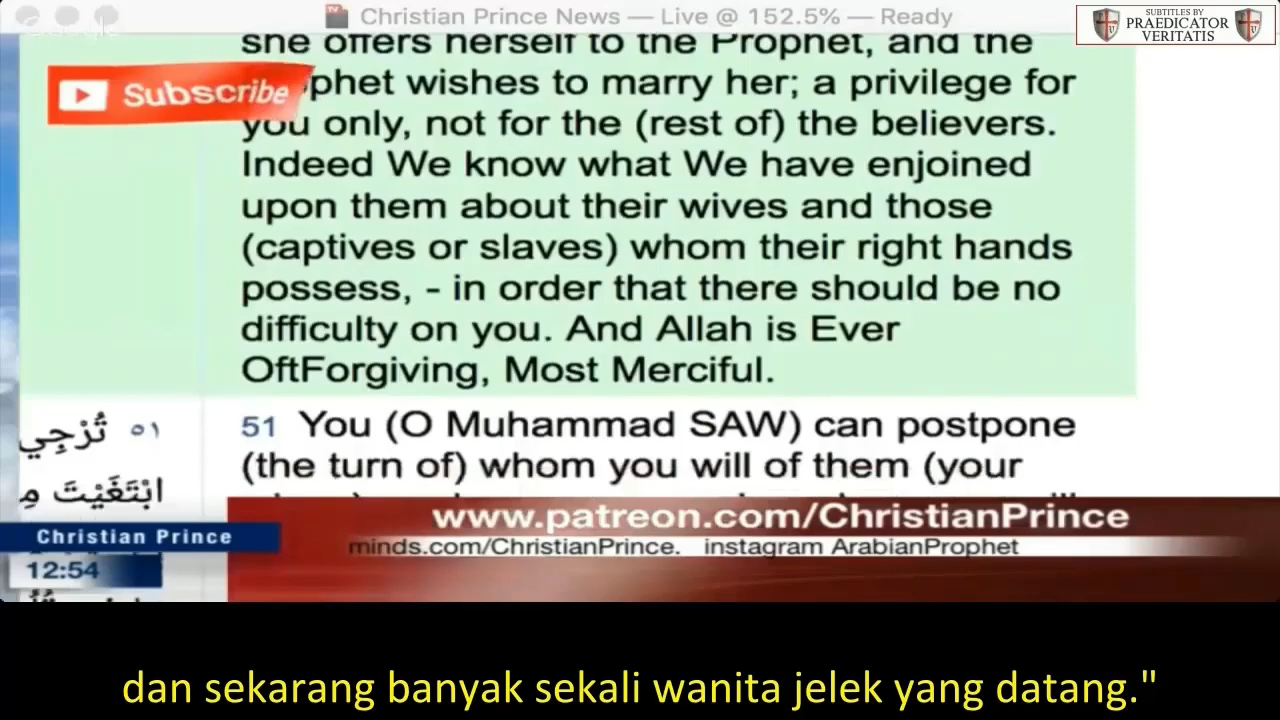 Christian Prince News — Live @ 152.5% — Ready
SUBTITLES BY
PRAEDICATOR
VERITATIS
she offers herself to the Prophet, and the
phet wishes to marry her; a privilege for
Subscribe
you only, not for the (rest of) the believers.
Indeed We know what We have enjoined
upon them about their wives and those
(captives or slaves) whom their right hands
possess, - in order that there should be no
difficulty on you. And Allah is Ever
OftForgiving, Most Merciful.
51 You (O Muhammad SAW) can postpone
(the turn of) whom you will of them (your
٥١ تُرْجِي
ابْتَغَيْتَ مِ
www.patreon.com/ChristianPrince
Christian Prince
minds.com/ChristianPrince. instagram ArabianProphet
12:54
dan sekarang banyak sekali wanita jelek yang datang."